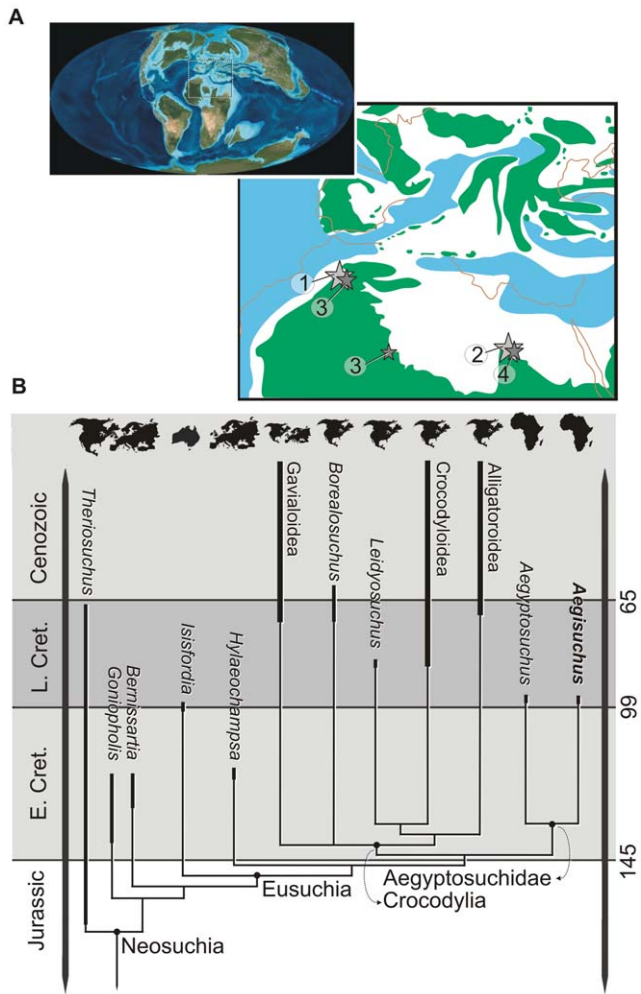 A
1
3
3
2
4
B
Cenozoic
L. Cret.
E. Cret.
Jurassic
Theriosuchus
Goniopholis
Bernissartia
Isisfordia
Hylaeochampsa
Gavialoidea
Borealosuchus
Leidyosuchus
Crocodyloidea
Alligatoroidea
Aegyptosuchus
Aegisuchus
65
99
145
Neosuchia
Eusuchia
Aegyptosuchidae
Crocodylia